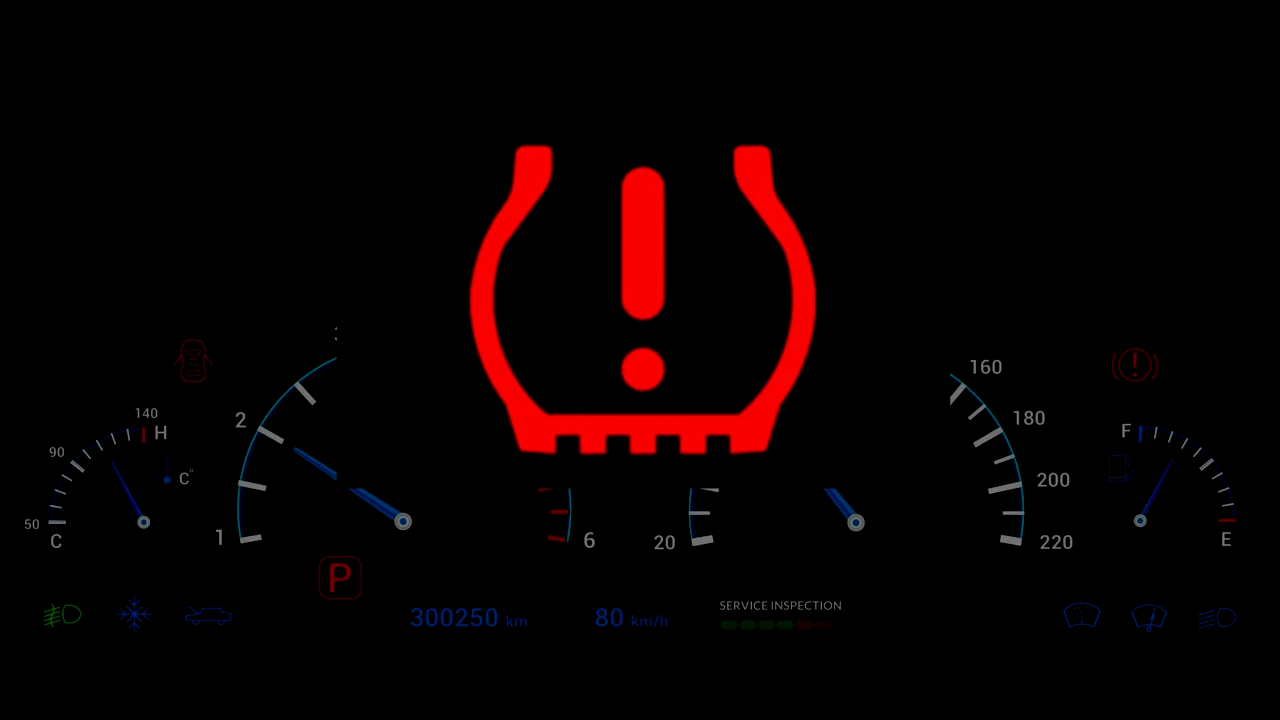 160
140
H
2
180
F
90
C°
200
50
C
1
6
20
220
E
P
300250 km
80 km/h
SERVICE INSPECTION